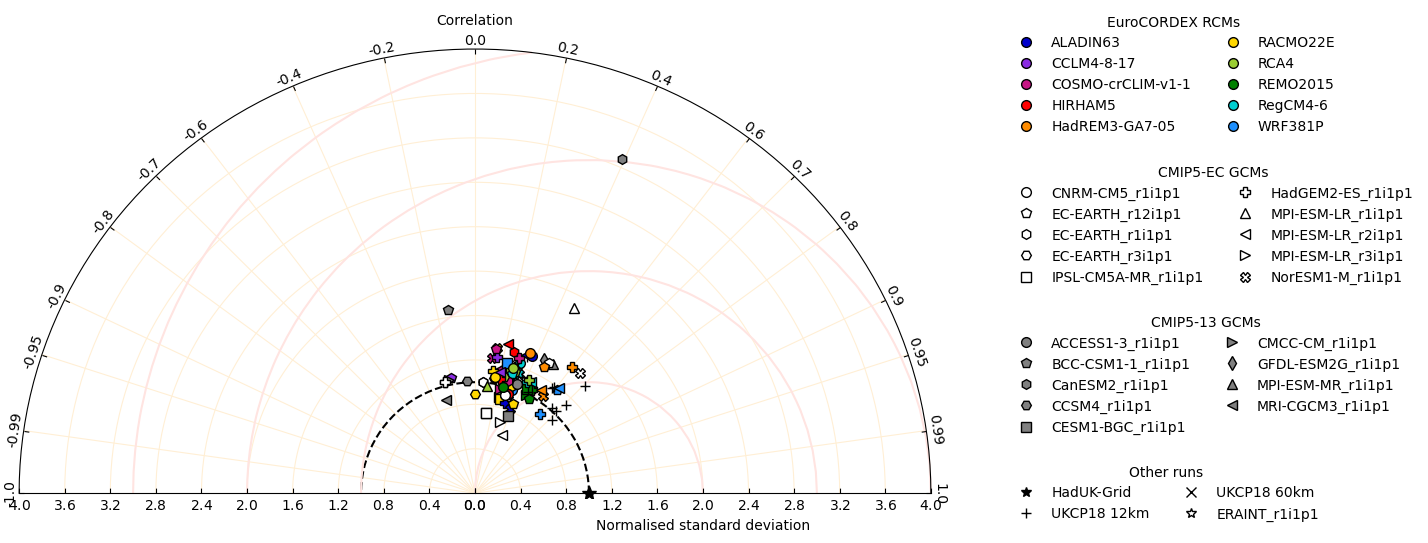 Correlation
-0.2
0.0
0.2
-0.4
0.4
-0.6
0.6
-0.7
0.7
-0.8
0.8
-0.9
0.9
-0.95
0.95
-0.99
0.99
-1.0
1.0
4.0 3.6 3.2 2.8 2.4 2.0 1.6 1.2 0.8 0.4 0.0 0.4 0.8 1.2 1.6 2.0 2.4 2.8 3.2 3.6 4.0
Normalised standard deviation
EuroCORDEX RCMs
ALADIN63
CCLM4-8-17
COSMO-crCLIM-v1-1
HIRHAM5
HadREM3-GA7-05
RACMO22E
RCA4
REMO2015
RegCM4-6
WRF381P
CMIP5-EC GCMs
CNRM-CM5_r1i1p1
EC-EARTH_r12i1p1
EC-EARTH_r1i1p1
EC-EARTH_r3i1p1
IPSL-CM5A-MR_r1i1p1
HadGEM2-ES_r1i1p1
MPI-ESM-LR_r1i1p1
MPI-ESM-LR_r2i1p1
MPI-ESM-LR_r3i1p1
NorESM1-M_r1i1p1
CMIP5-13 GCMs
ACCESS1-3_r1i1p1
BCC-CSM1-1_r1i1p1
CanESM2_r1i1p1
CCSM4_r1i1p1
CESM1-BGC_r1i1p1
CMCC-CM_r1i1p1
GFDL-ESM2G_r1i1p1
MPI-ESM-MR_r1i1p1
MRI-CGCM3_r1i1p1
Other runs
HadUK-Grid
UKCP18 12km
UKCP18 60km
ERAINT_r1i1p1